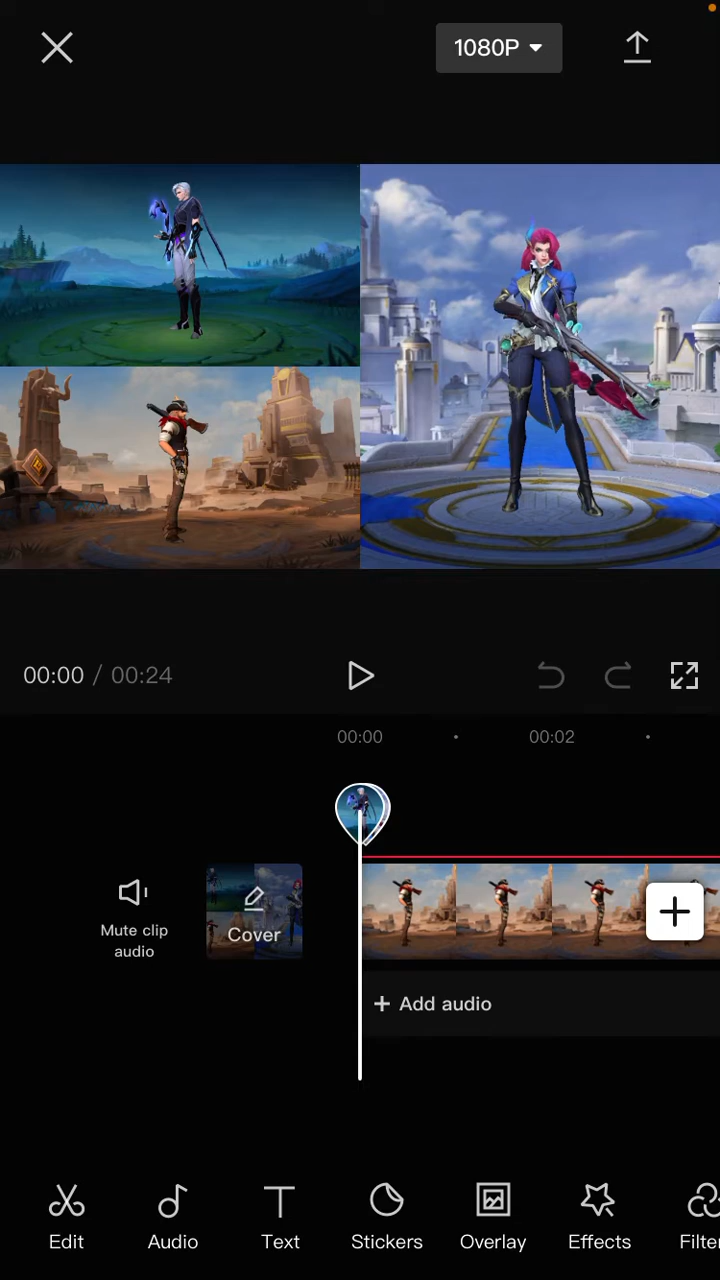 1080P
00:00 / 00:24
00:00
00:02
Mute clip
audio
Cover
+ Add audio
Edit
Audio
Text
Stickers
Overlay
Effects
Filter